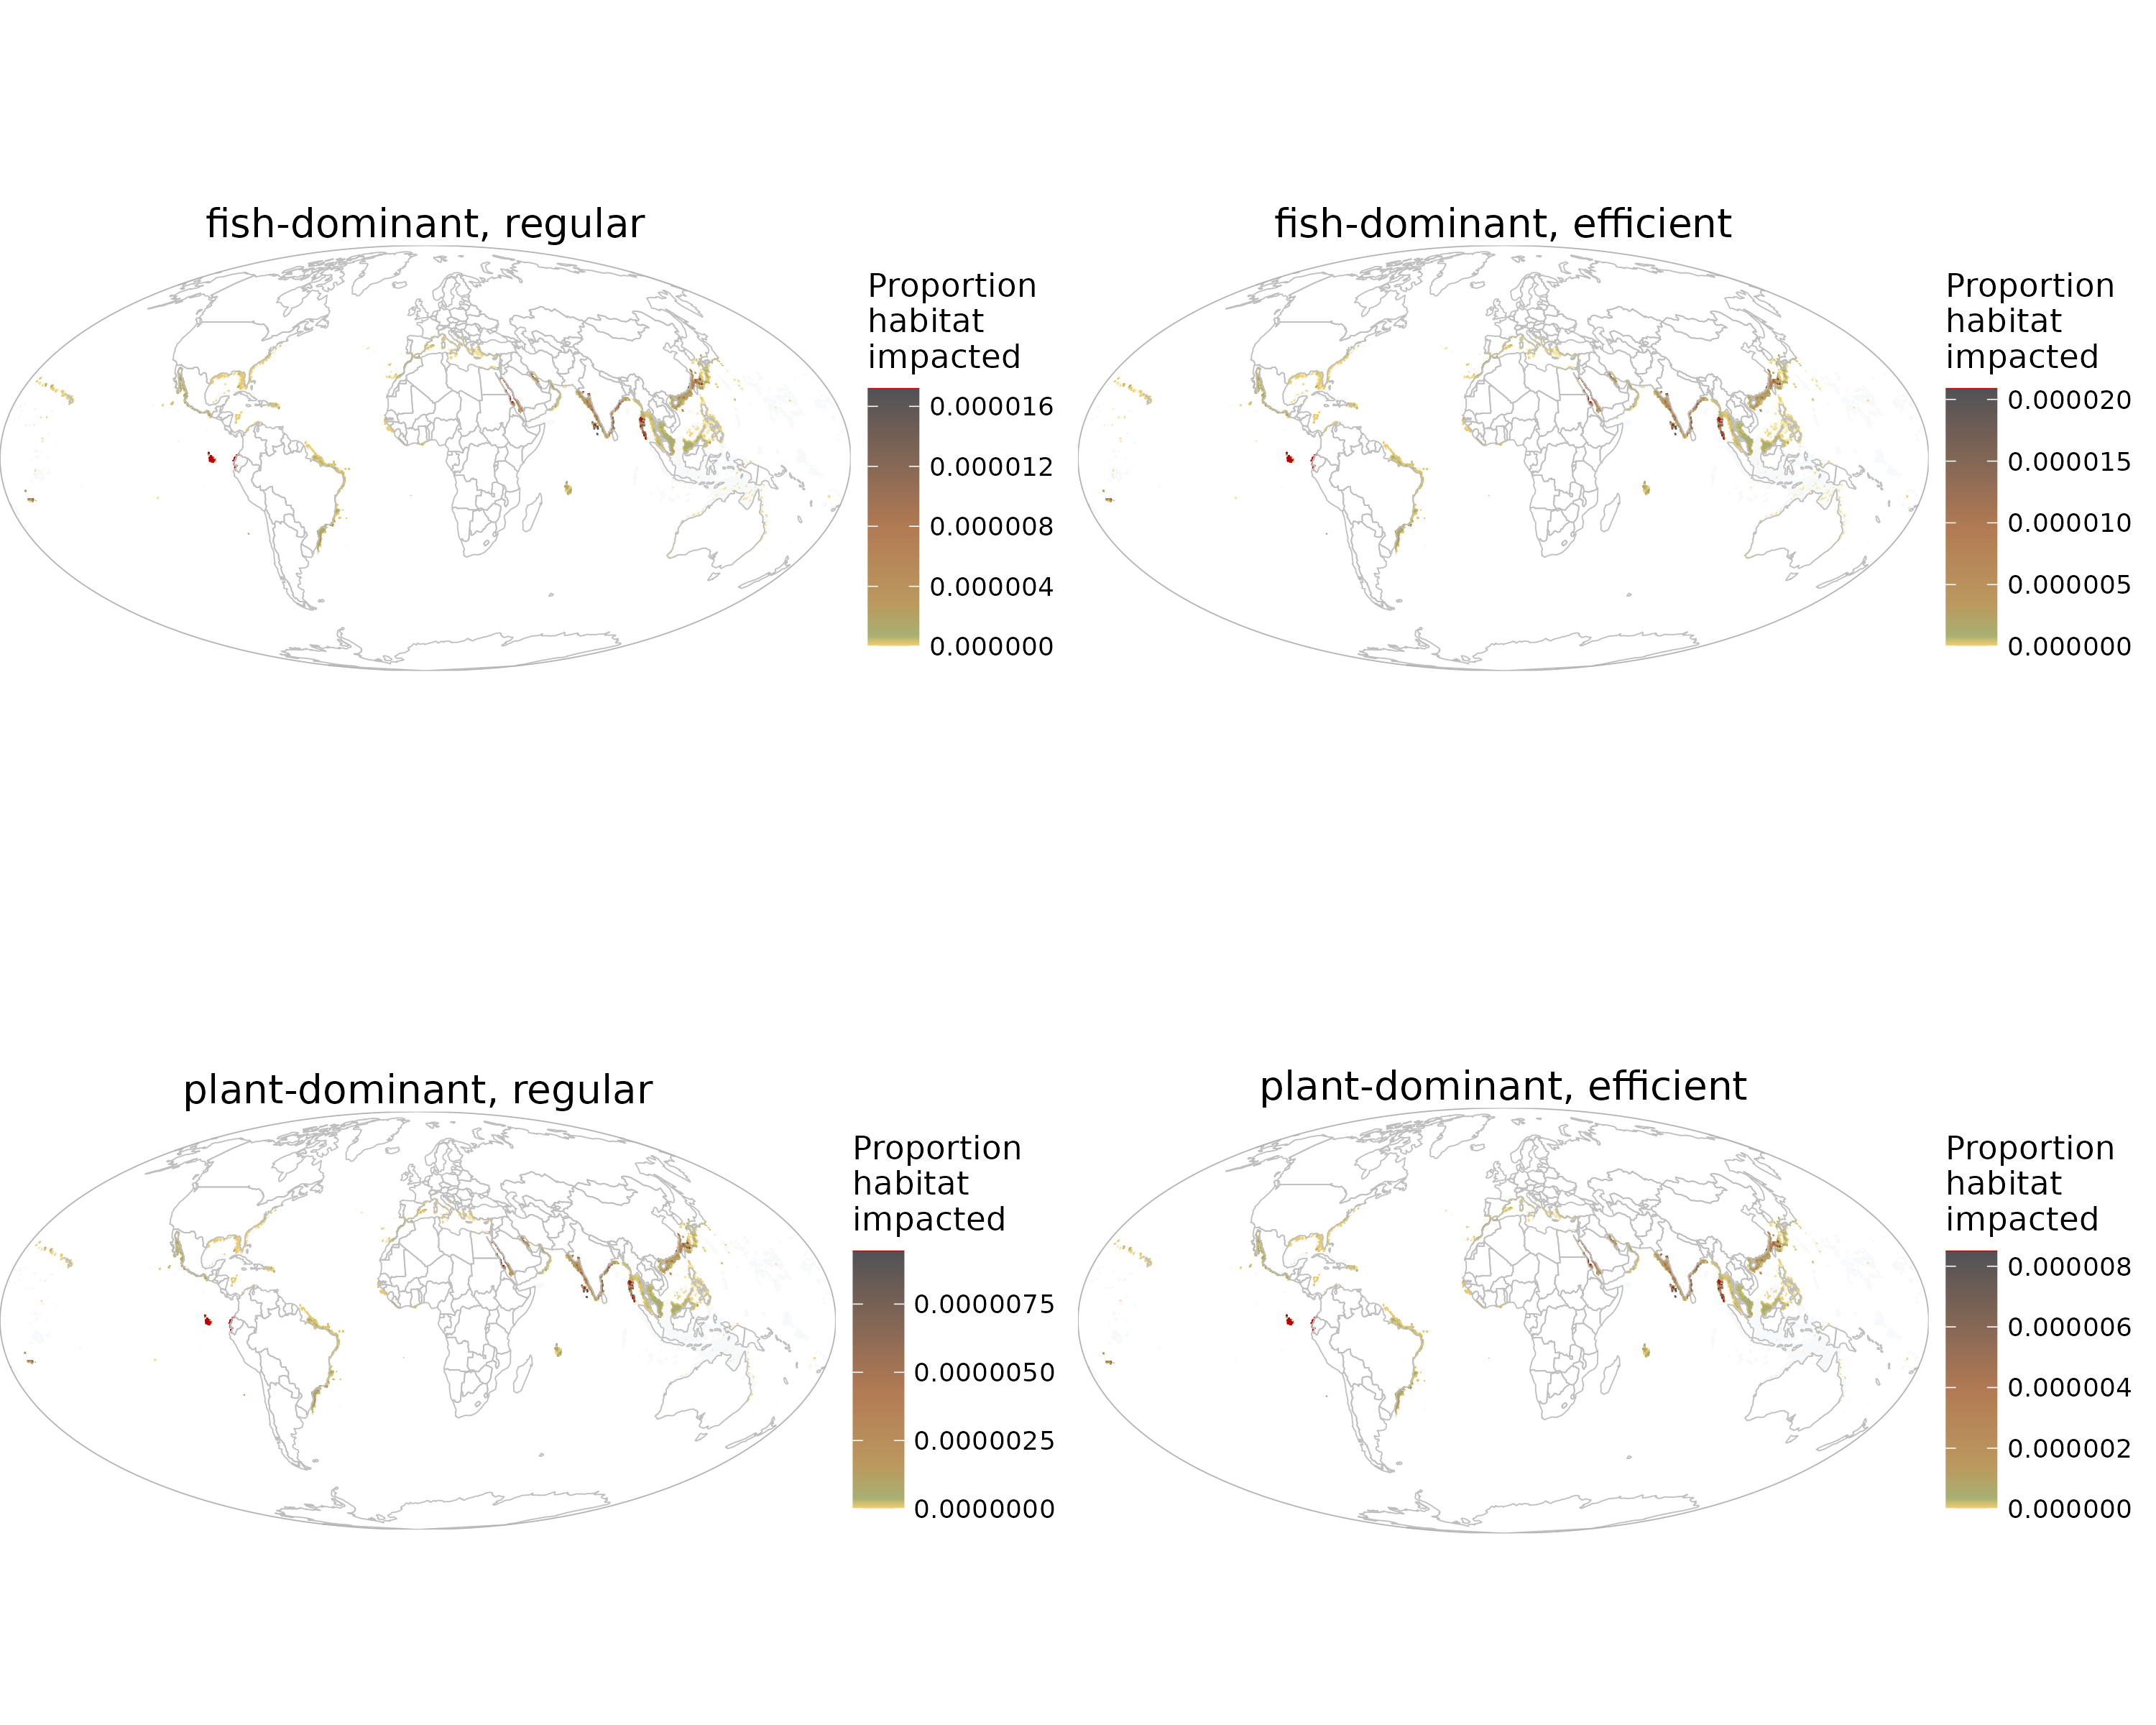 fish-dominant, regular
Proportion
habitat
impacted
0.000016
0.000012
0.000008
0.000004
0.000000
fish-dominant, efficient
Proportion
habitat
impacted
0.000020
0.000015
0.000010
0.000005
0.000000
plant-dominant, regular
Proportion
habitat
impacted
0.0000075
0.0000050
0.0000025
0.0000000
plant-dominant, efficient
Proportion
habitat
impacted
0.000008
0.000006
0.000004
0.000002
0.000000